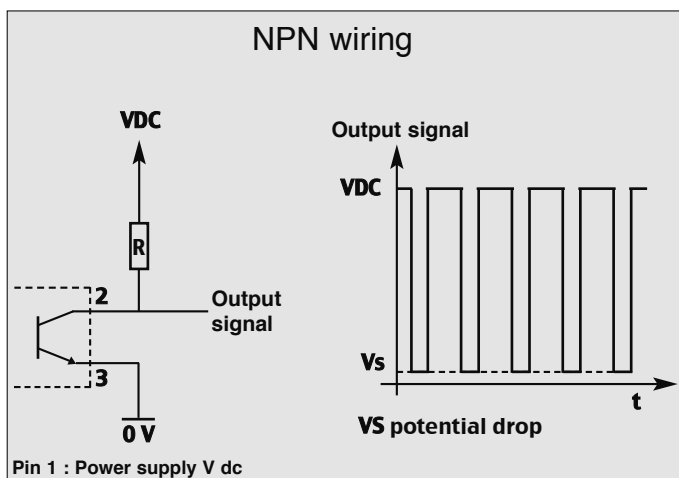 NPN wiring
VDC
R
2
Output
signal
3
0 V
Pin 1 : Power supply V dc
Output signal
VDC
Vs
t
VS potential drop